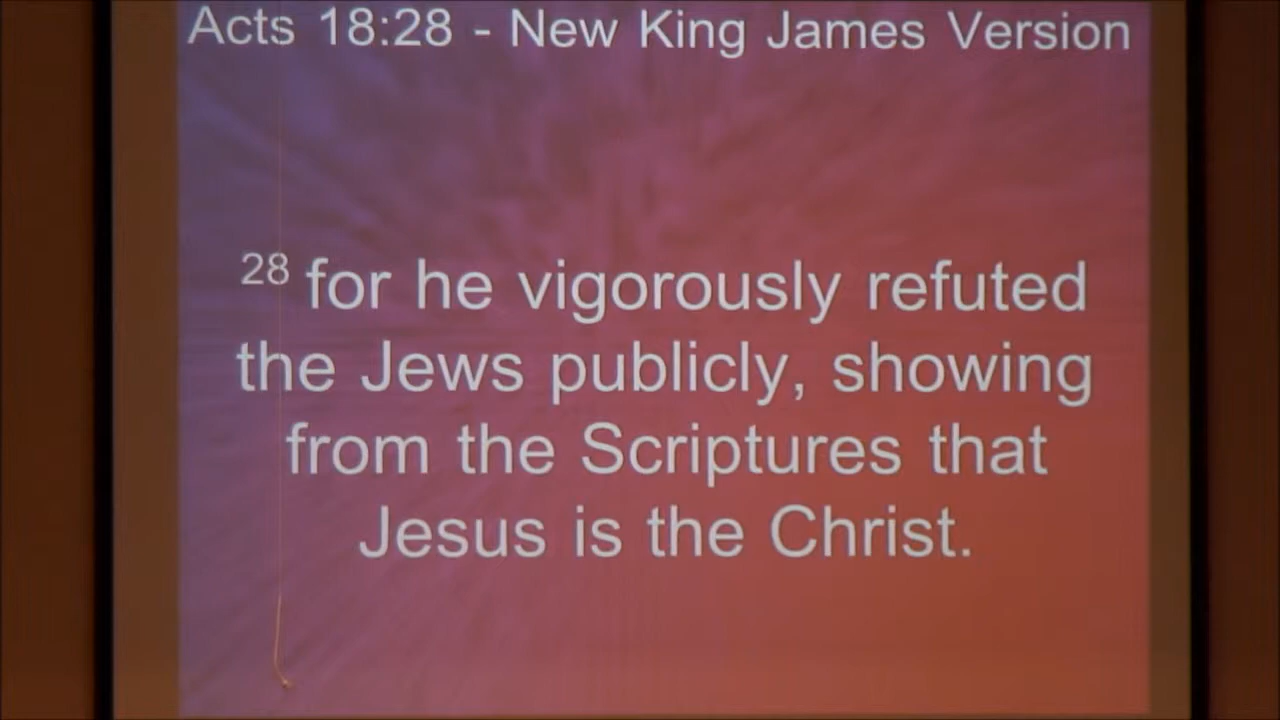 Acts 18:28 - New King James Version
28 for he vigorously refuted
the Jews publicly, showing
from the Scriptures that
Jesus is the Christ.